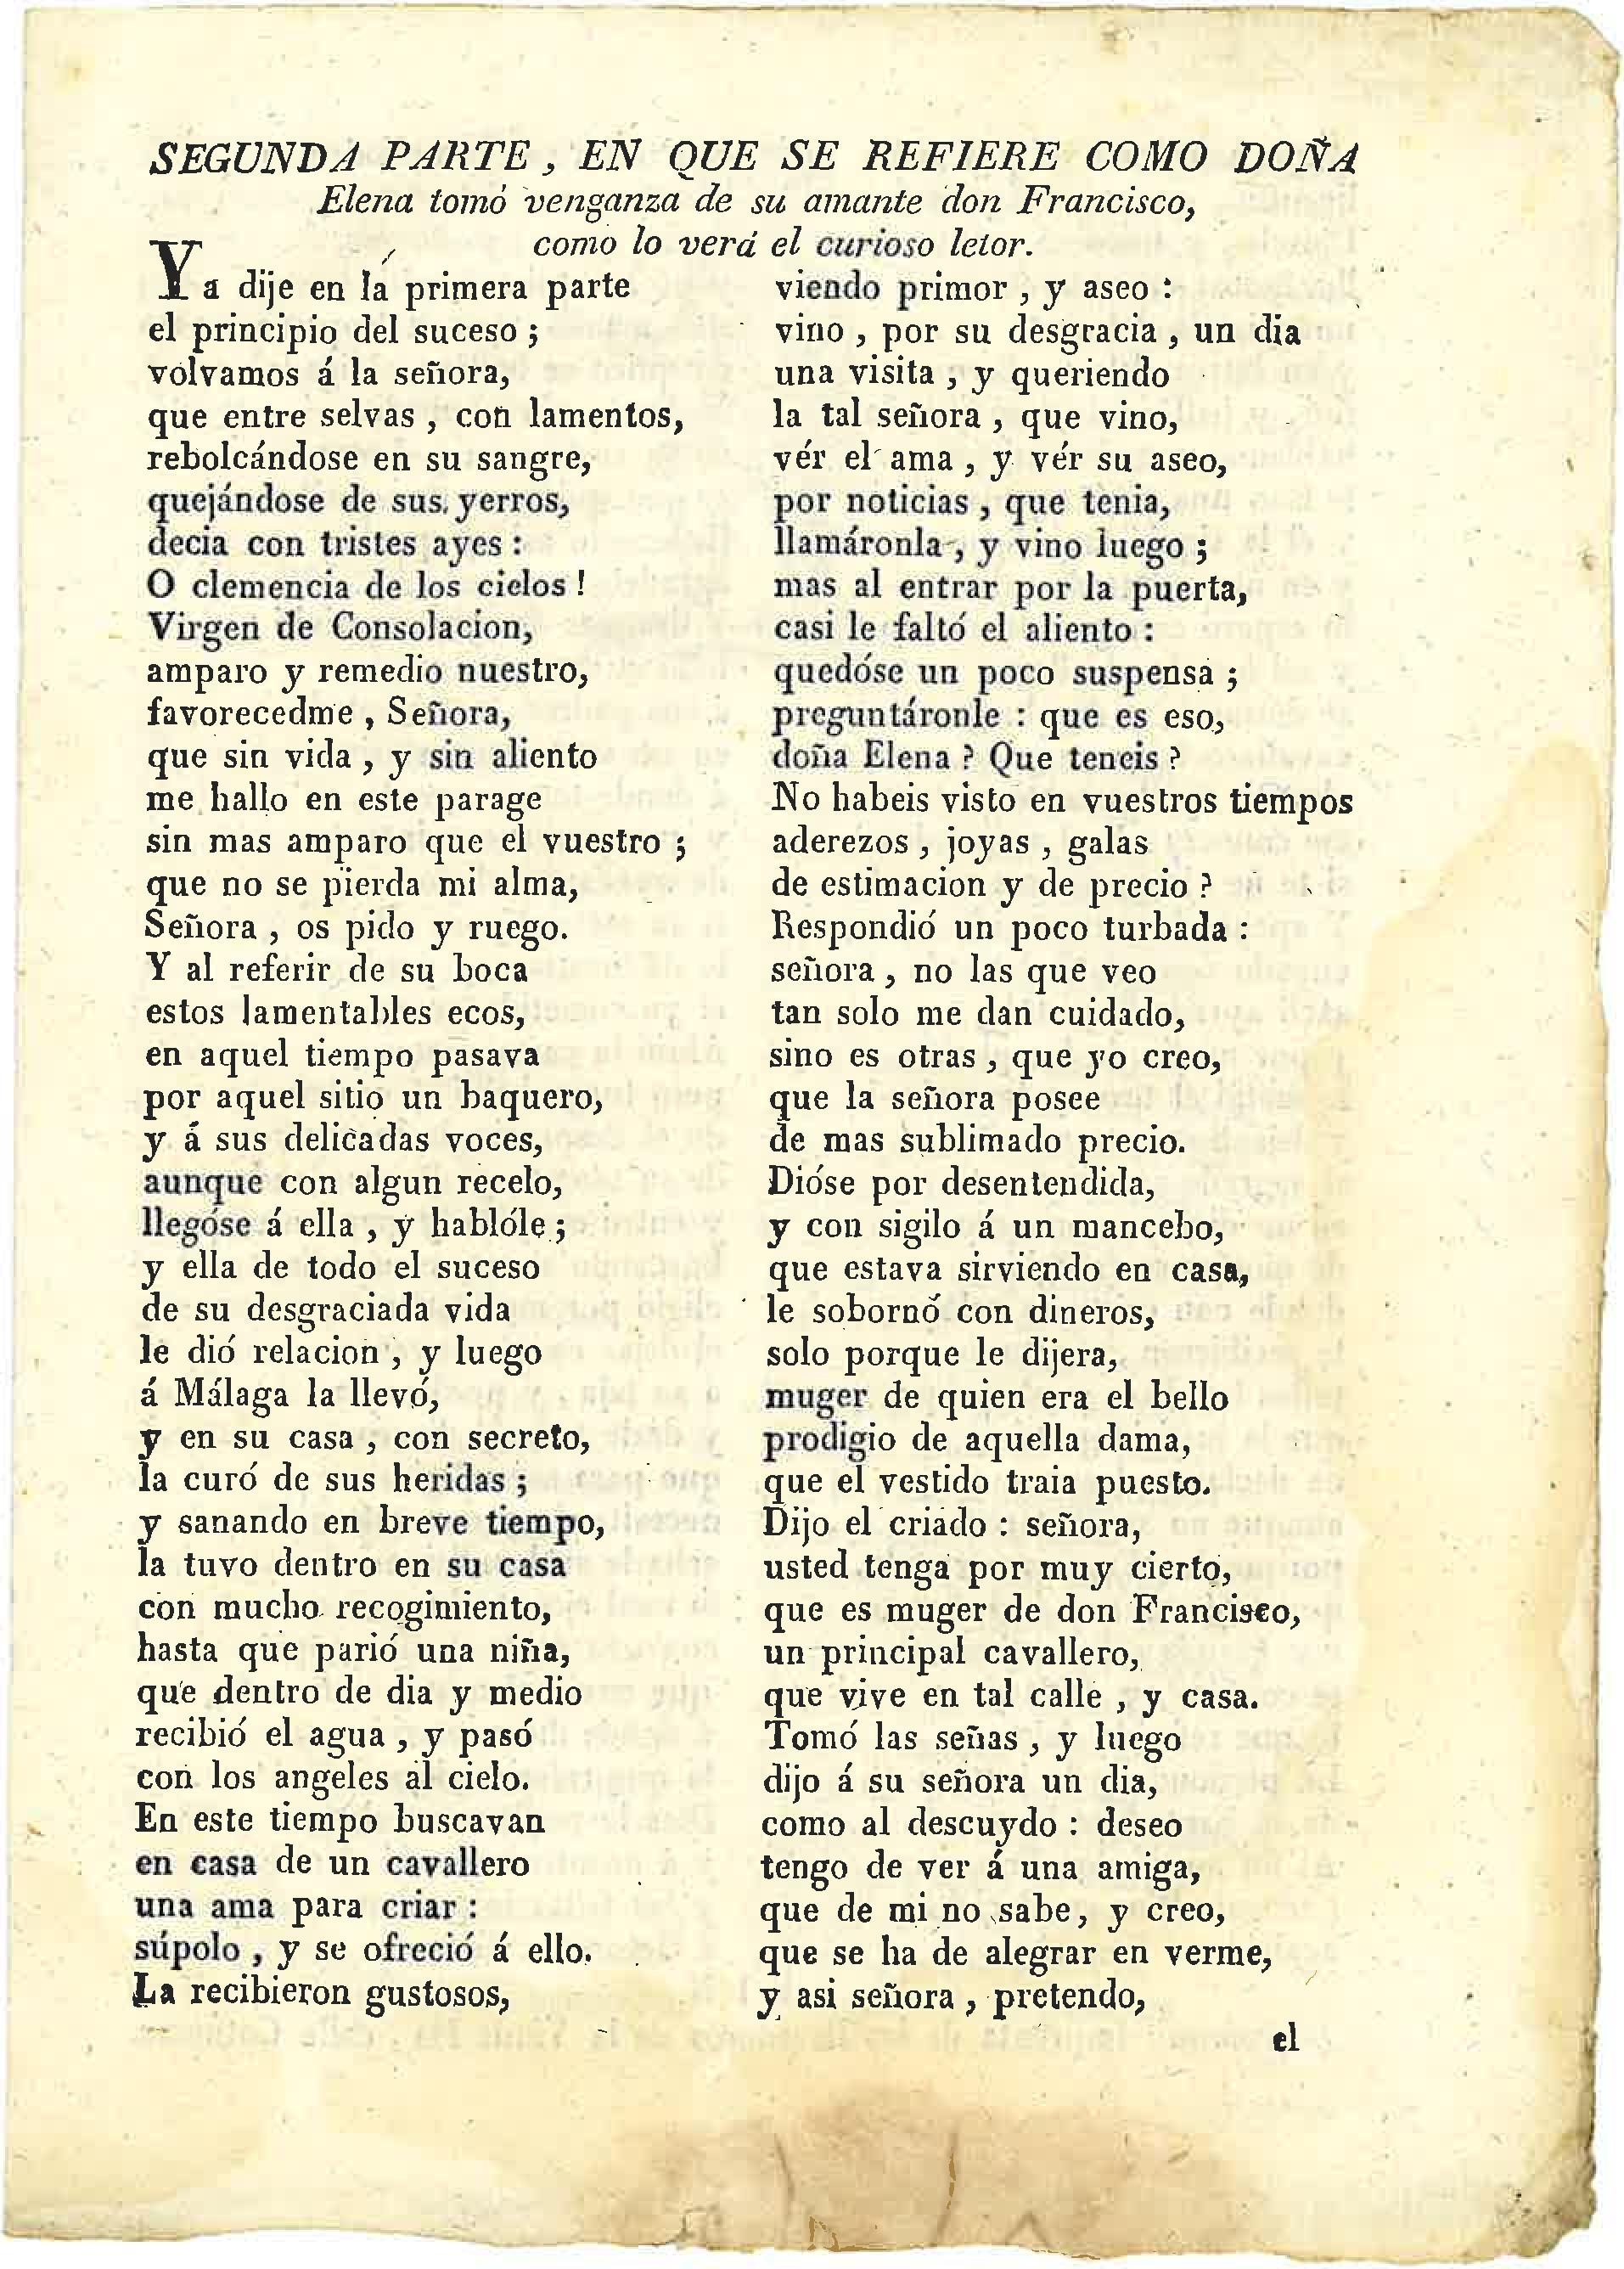 SEGUNDA PARTE, EN QUE SE REFIERE COMO DOÑA
Elena tomó venganza de su amante don Francisco,
como lo verá el curioso letor.
Ya dije en la primera parte
el principio del suceso ;
volvamos á la señora,
que entre selvas , con lamentos,
rebolcándose en su sangre,
quejándose de sus yerros,
decia con tristes ayes :
O clemencia de los cielos !
Virgen de Consolacion,
amparo y remedio nuestro,
favorecedme , Señora,
que sin vida , y sin aliento
me hallo en este parage
sin mas amparo que el vuestro ;
que no se pierda mi alma,
Señora , os pido y ruego.
Y al referir de su boca
estos lamentables ecos,
en aquel tiempo pasava
por aquel sitio un baquero,
y á sus delicadas voces,
aunque con algun recelo,
llegóse á ella , y hablóle ;
y ella de todo el suceso
de su desgraciada vida
le dió relacion , y luego
á Málaga la llevó,
y en su casa , con secreto,
la curó de sus heridas ;
y sanando en breve tiempo,
la tuvo dentro en su casa
con mucho recogimiento,
hasta que parió una niña,
que dentro de dia y medio
recibió el agua , y pasó
con los angeles al cielo.
En este tiempo buscavan
en casa de un cavallero
una ama para criar :
súpolo , y se ofreció á ello.
La recibieron gustosos,
viendo primor , y aseo :
vino , por su desgracia , un dia
una visita , y queriendo
la tal señora , que vino,
vér el ama , y vér su aseo,
por noticias , que tenia,
llamáronla , y vino luego ;
mas al entrar por la puerta,
casi le faltó el aliento :
quedóse un poco suspensa ;
preguntáronle : que es eso,
doña Elena ? Que teneis ?
No habeis visto en vuestros tiempos
aderezos , joyas , galas
de estimacion y de precio ?
Respondió un poco turbada :
señora , no las que veo
tan solo me dan cuidado,
sino es otras , que yo creo,
que la señora posee
de mas sublimado precio.
Dióse por desentendida,
y con sigilo á un mancebo,
que estava sirviendo en casa,
le sobornó con dineros,
solo porque le dijera,
muger de quien era el bello
prodigio de aquella dama,
que el vestido traia puesto.
Dijo el criado : señora,
usted tenga por muy cierto,
que es muger de don Francisco,
un principal cavallero,
que vive en tal calle , y casa.
Tomó las señas , y luego
dijo á su señora un dia,
como al descuydo : deseo
tengo de ver á una amiga,
que de mi no sabe, y creo,
que se ha de alegrar en verme,
y asi señora , pretendo,
el